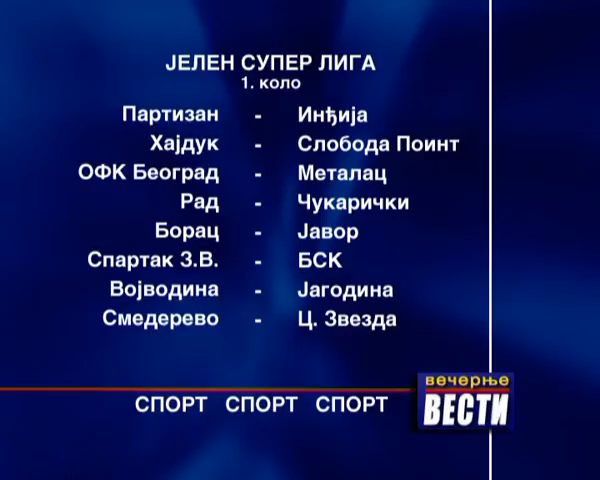 ЈЕЛЕН СУПЕР ЛИГА
1. коло
Партизан - Инђија
Хајдук - Слобода Поинт
ОФК Београд - Металац
Рад - Чукарички
Борац - Јавор
Спартак З.В. - БСК
Војводина - Јагодина
Смедерево - Ц. Звезда
СПОРТ СПОРТ СПОРТ
вечерње
ВЕСТИ